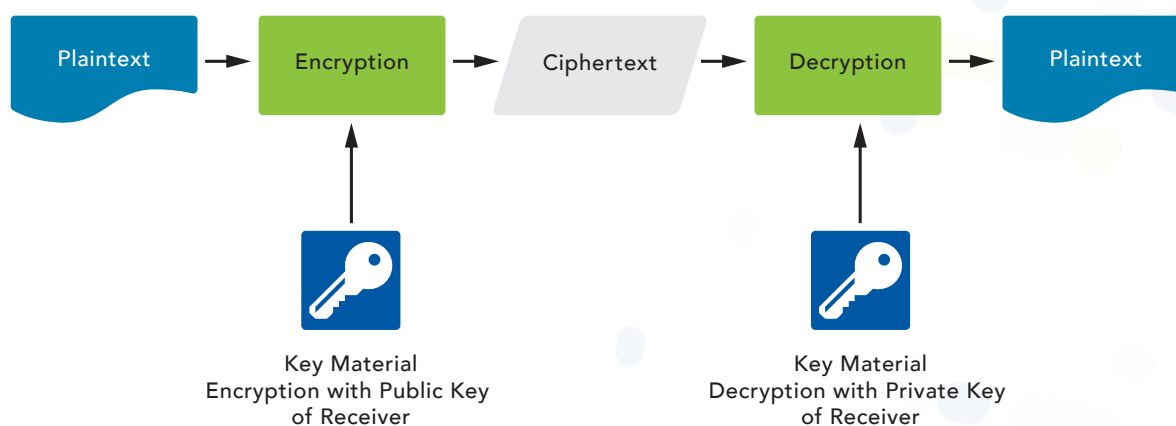 Plaintext
Encryption
Ciphertext
Decryption
Plaintext
Key Material
Encryption with Public Key
of Receiver
Key Material
Decryption with Private Key
of Receiver